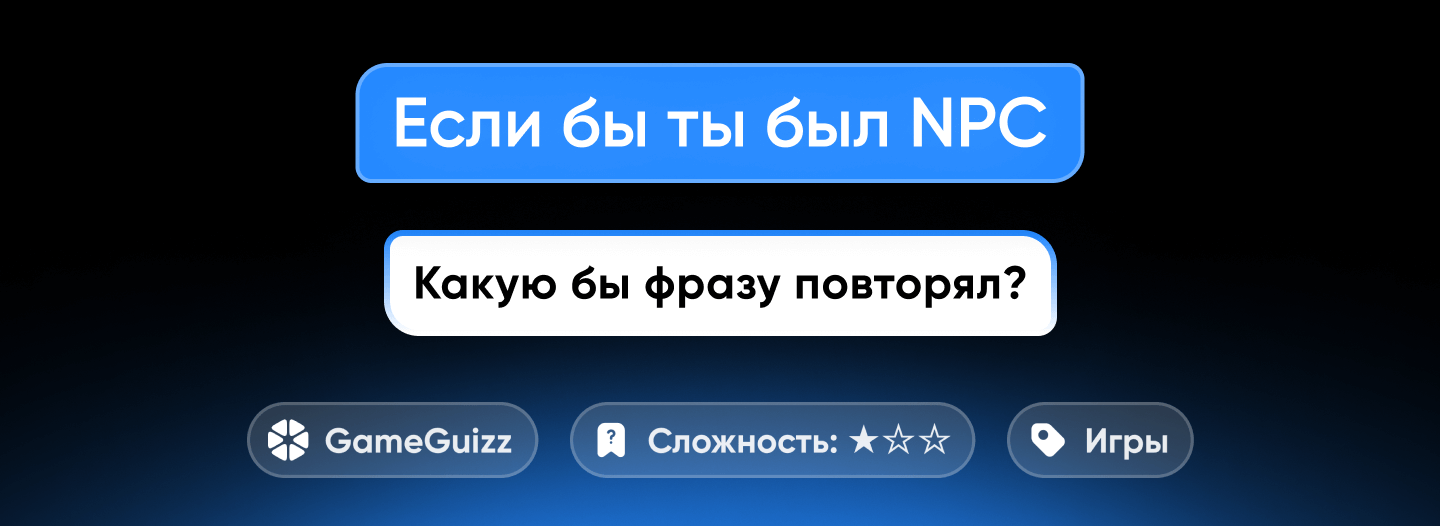 Если бы ты был NPC
Какую бы фразу повторял?
GameGuizz
Сложность: ★☆☆
Игры